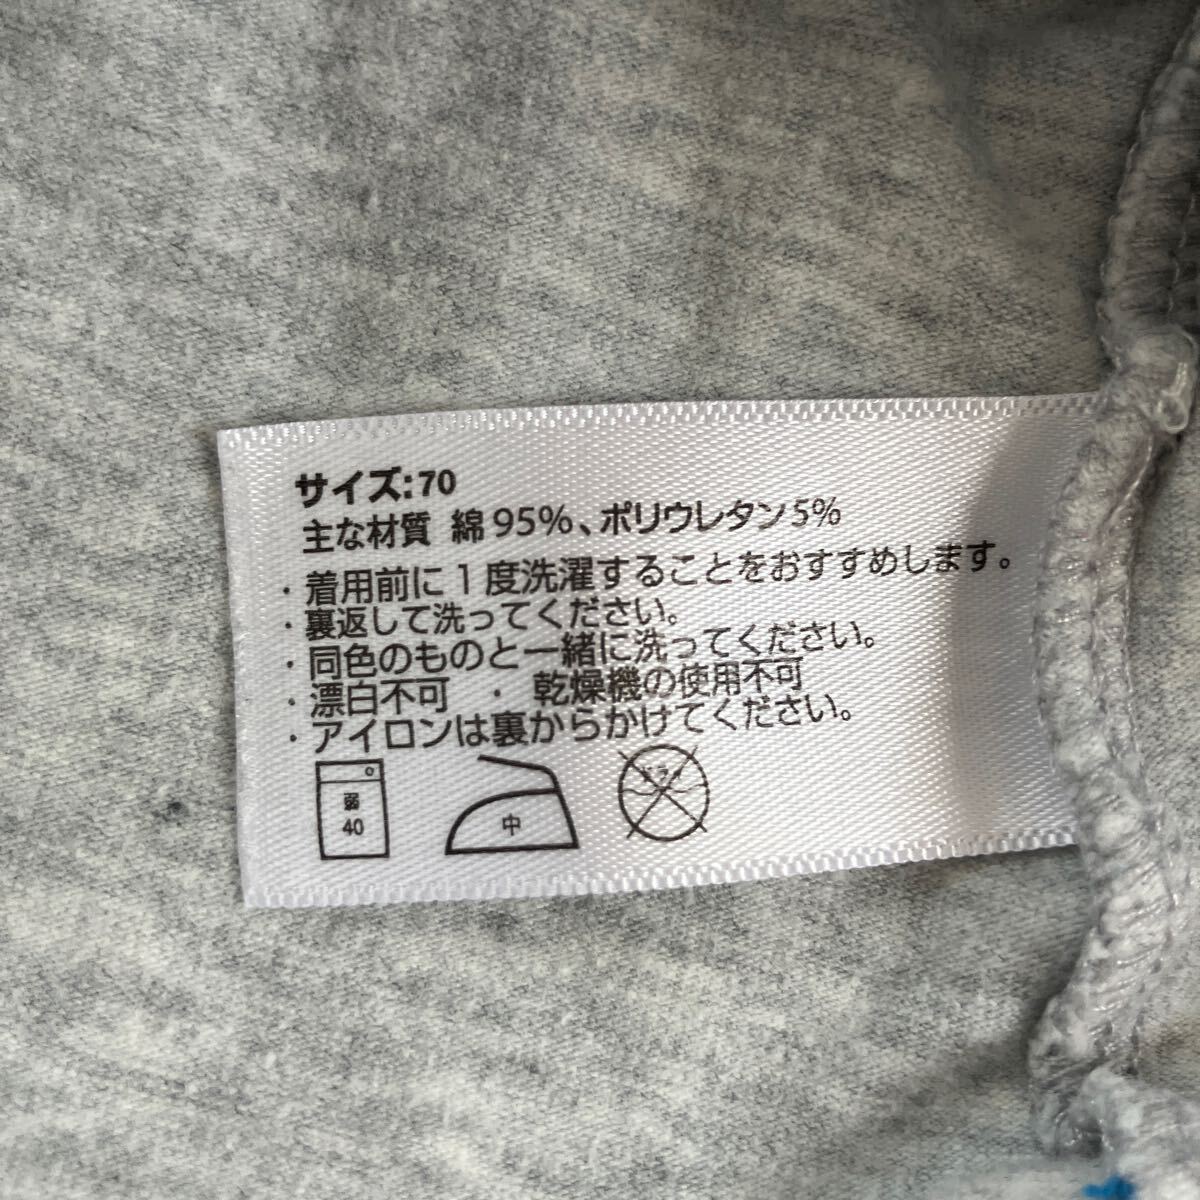 サイズ:70
主な材質 綿95%、ポリウレタン5%
・着用前に1度洗濯することをおすすめします。
・裏返して洗ってください。
・同色のものと一緒に洗ってください。
・漂白不可 ・ 乾燥機の使用不可
・アイロンは裏からかけてください。
弱 中 ドライ
40